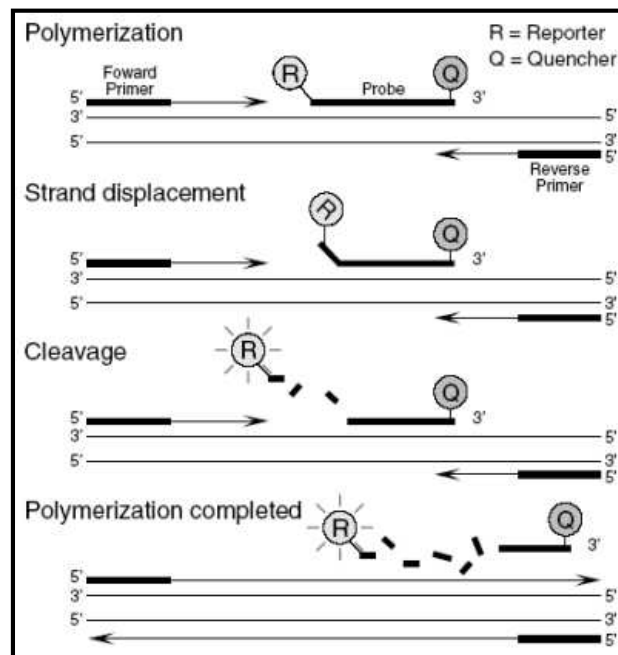 Polymerization
R = Reporter
Q = Quencher
Foward
Primer
R
Probe
Q
5'
3'
3'
5'
5'
3'
5'
Reverse
Primer
Strand displacement
R
Q
5'
3'
3'
5'
5'
3'
5'
Cleavage
R
Q
5'
3'
3'
5'
5'
3'
5'
Polymerization completed
R
Q
3'
5'
3'
5'
5'
3'
5'
5'